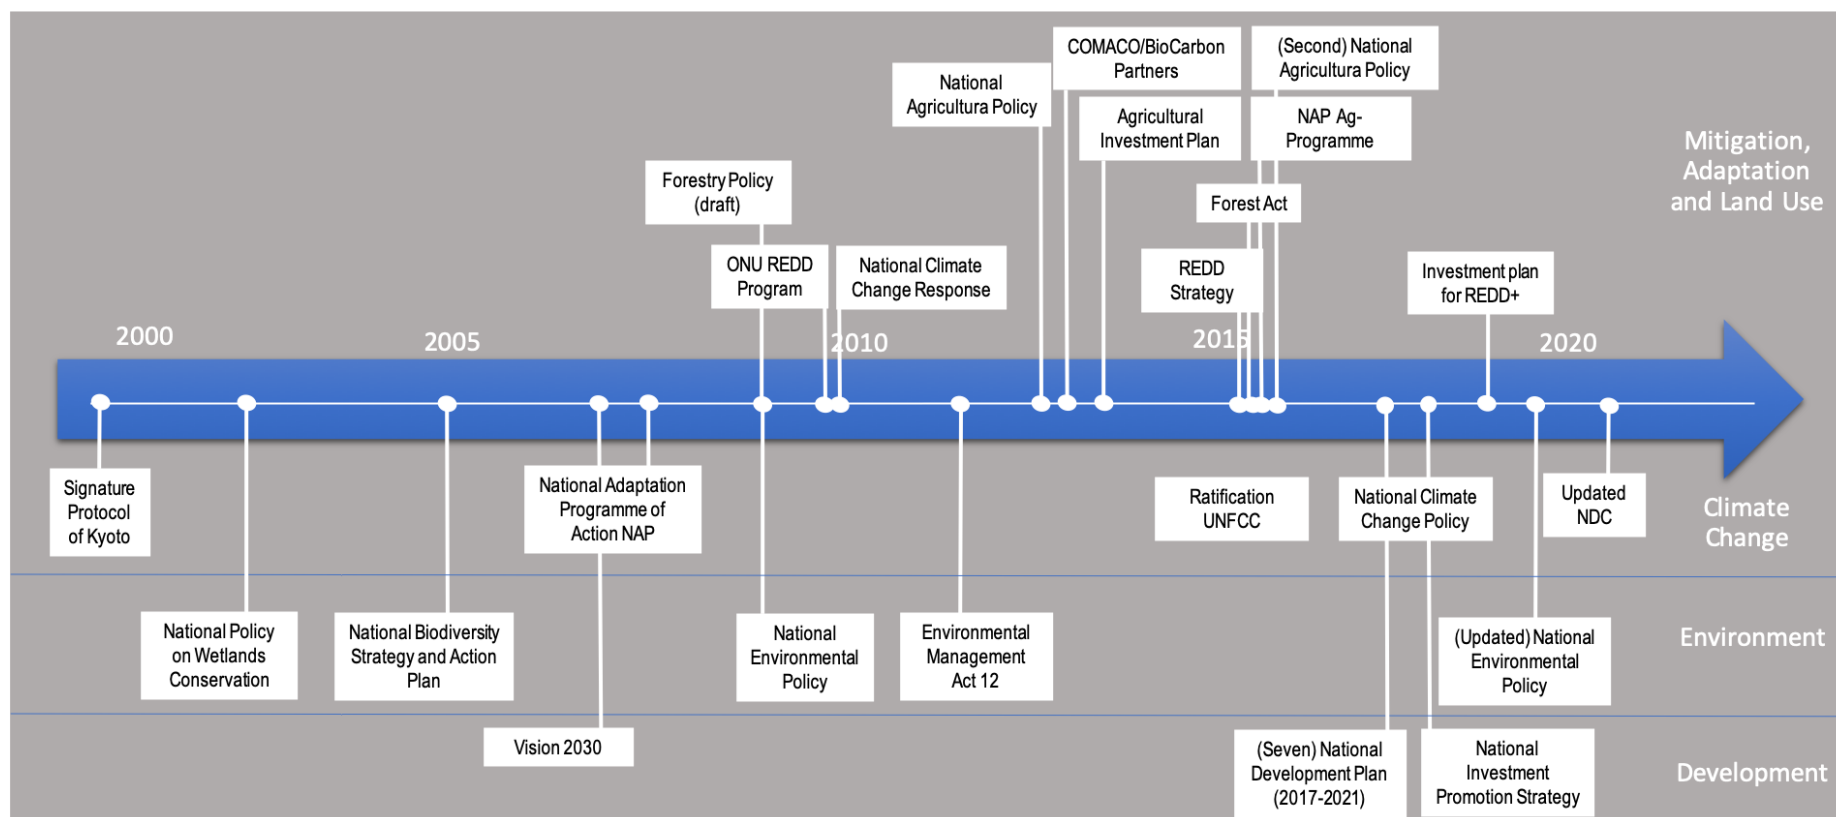 COMACO/BioCarbon
Partners
(Second) National
Agricultura Policy
National
Agricultura Policy
Agricultural
Investment Plan
NAP Ag-
Programme
Mitigation,
Adaptation
and Land Use
Forestry Policy
(draft)
Forest Act
ONU REDD
Program
National Climate
Change Response
REDD
Strategy
Investment plan
for REDD+
2000
2005
2010
2015
2020
Signature
Protocol
of Kyoto
National Adaptation
Programme of
Action NAP
Ratification
UNFCC
National Climate
Change Policy
Updated
NDC
Climate
Change
National Policy
on Wetlands
Conservation
National Biodiversity
Strategy and Action
Plan
National
Environmental
Policy
Environmental
Management
Act 12
(Updated) National
Environmental
Policy
Environment
Vision 2030
(Seven) National
Development Plan
(2017-2021)
National
Investment
Promotion Strategy
Development